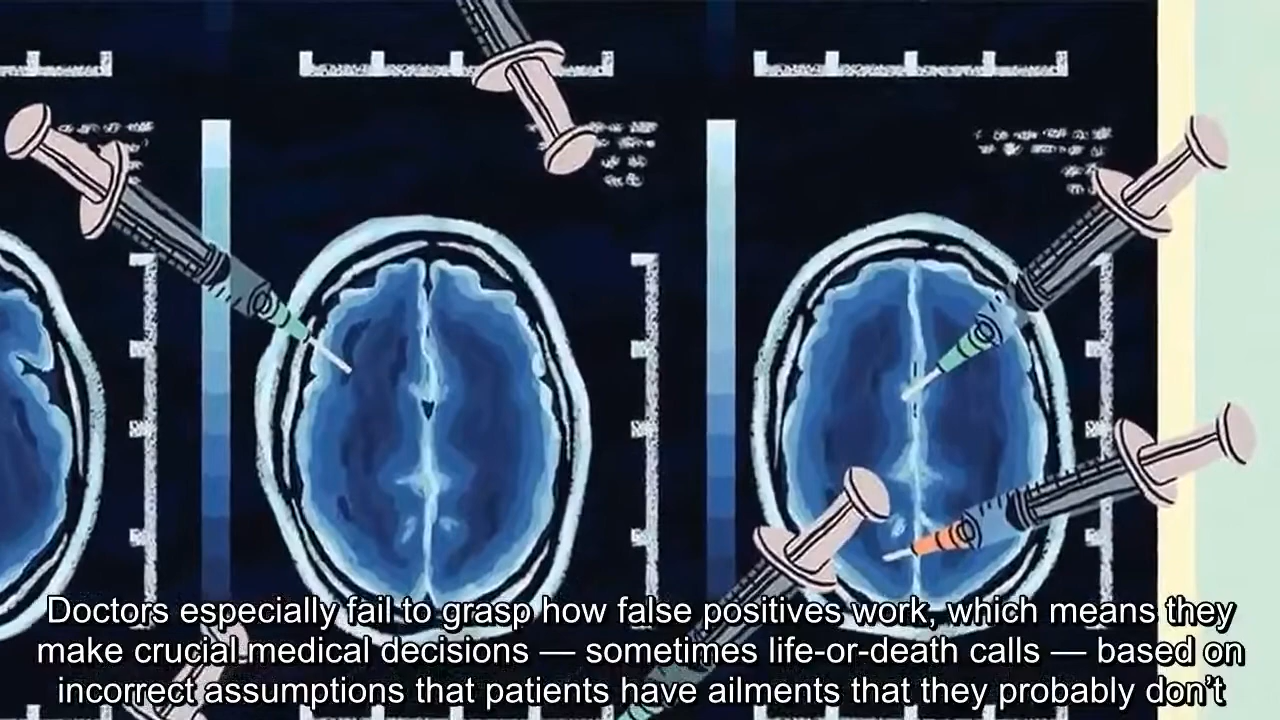 Doctors especially fail to grasp how false positives work, which means they
make crucial medical decisions — sometimes life-or-death calls — based on
incorrect assumptions that patients have ailments that they probably don't